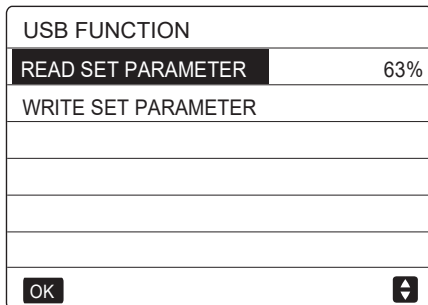 USB FUNCTION
READ SET PARAMETER 63%
WRITE SET PARAMETER
OK